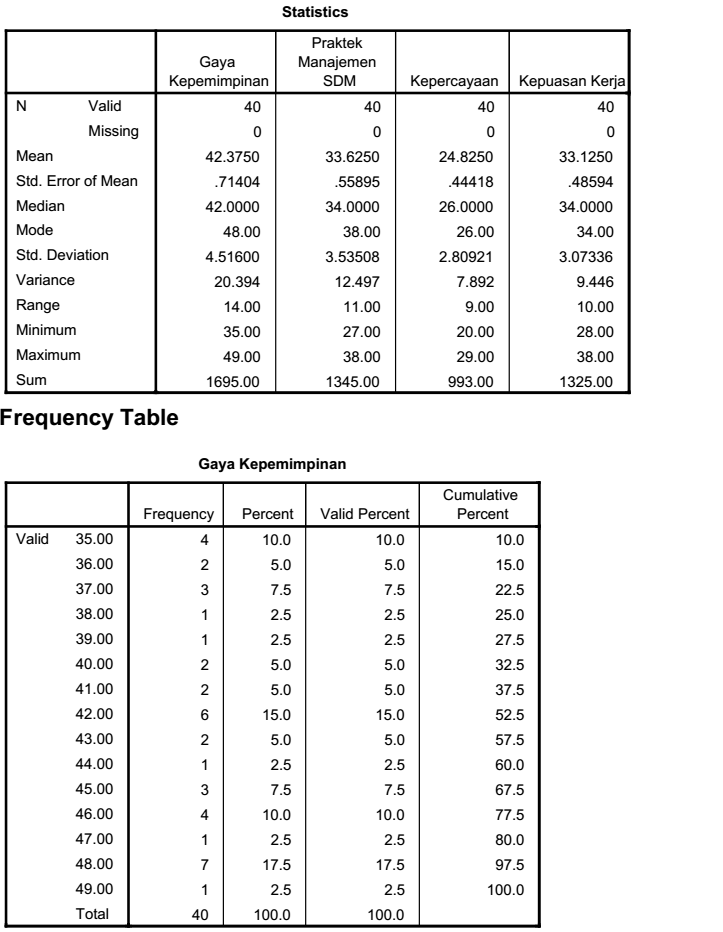 Statistics
Gaya Kepemimpinan Praktek Manajemen SDM Kepercayaan Kepuasan Kerja
N Valid 40 40 40 40
Missing 0 0 0 0
Mean 42.3750 33.6250 24.8250 33.1250
Std. Error of Mean .71404 .55895 .44418 .48594
Median 42.0000 34.0000 26.0000 34.0000
Mode 48.00 38.00 26.00 34.00
Std. Deviation 4.51600 3.53508 2.80921 3.07336
Variance 20.394 12.497 7.892 9.446
Range 14.00 11.00 9.00 10.00
Minimum 35.00 27.00 20.00 28.00
Maximum 49.00 38.00 29.00 38.00
Sum 1695.00 1345.00 993.00 1325.00
Frequency Table
Gaya Kepemimpinan
Frequency Percent Valid Percent Cumulative Percent
Valid 35.00 4 10.0 10.0 10.0
36.00 2 5.0 5.0 15.0
37.00 3 7.5 7.5 22.5
38.00 1 2.5 2.5 25.0
39.00 1 2.5 2.5 27.5
40.00 2 5.0 5.0 32.5
41.00 2 5.0 5.0 37.5
42.00 6 15.0 15.0 52.5
43.00 2 5.0 5.0 57.5
44.00 1 2.5 2.5 60.0
45.00 3 7.5 7.5 67.5
46.00 4 10.0 10.0 77.5
47.00 1 2.5 2.5 80.0
48.00 7 17.5 17.5 97.5
49.00 1 2.5 2.5 100.0
Total 40 100.0 100.0